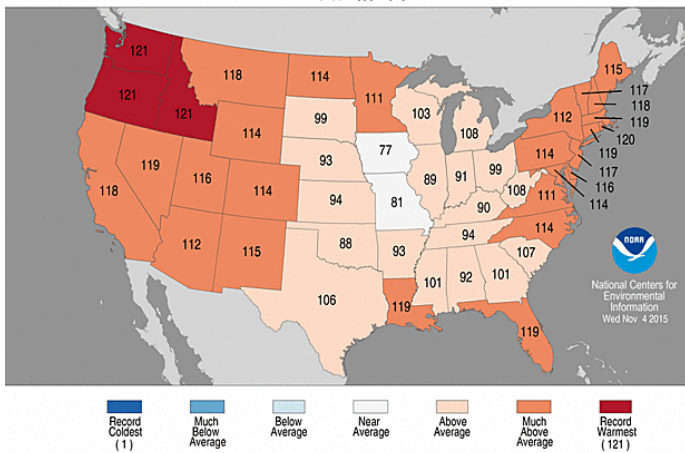 121
121
121
118
114
111
99
114
103
108
115
117
118
119
120
112
119
117
116
114
114
93
77
89
91
99
108
111
118
119
116
114
94
81
90
94
114
107
112
115
88
93
106
101
92
101
119
119
NOAA
National Centers for
Environmental
Information
Wed Nov 4 2015
Record
Coldest
(1)
Much
Below
Average
Below
Average
Near
Average
Above
Average
Much
Above
Average
Record
Warmest
(121)